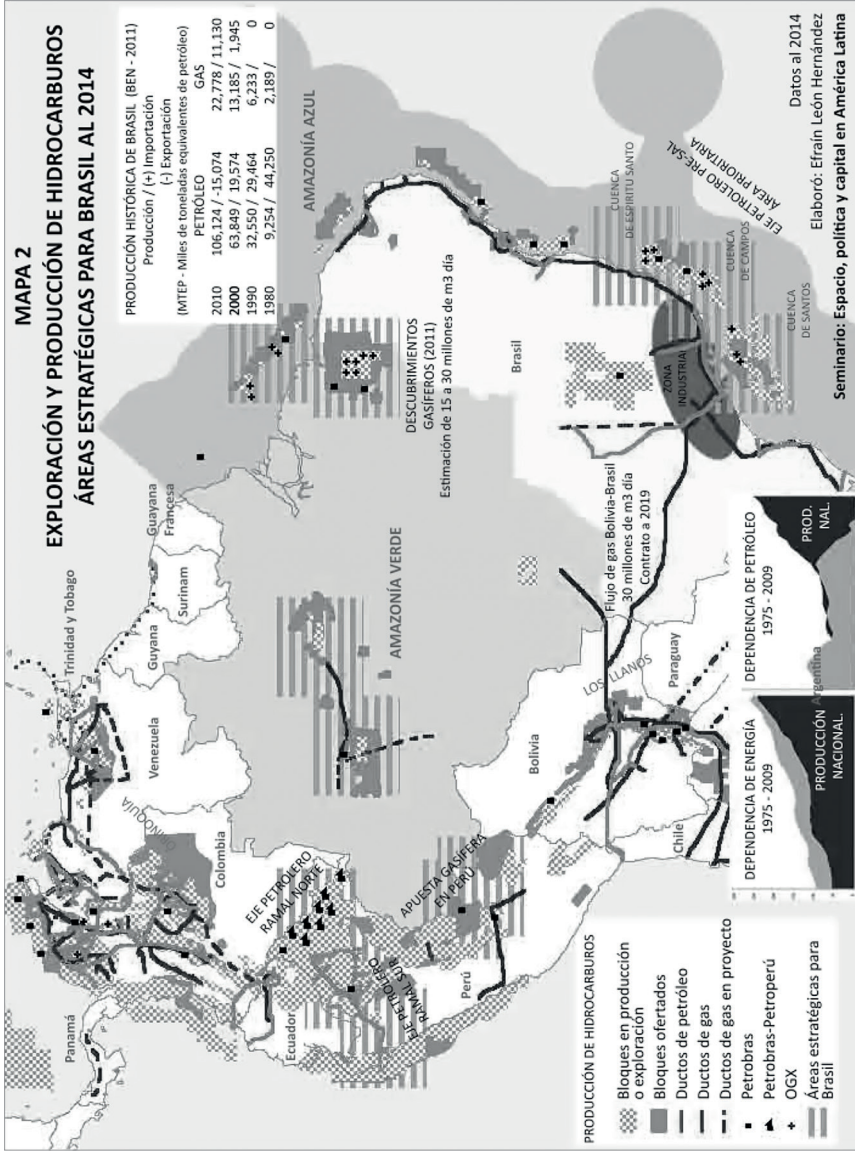 MAPA 2
EXPLORACIÓN Y PRODUCCIÓN DE HIDROCARBUROS
ÁREAS ESTRATÉGICAS PARA BRASIL AL 2014
PRODUCCIÓN HISTÓRICA DE BRASIL (BEN - 2011)
Producción / (+) Importación
(-) Exportación
(MTEP - Miles de toneladas equivalentes de petróleo)
PETRÓLEO GAS
2010 106,124 / -15,074 22,778 / 11,130
2000 63,849 / 19,574 13,185 / 1,945
1990 32,550 / 29,464 6,233 / 0
1980 9,254 / 44,250 2,189 / 0
Panamá
Trinidad y Tobago
Venezuela
Guyana
Surinam
Guayana
Francesa
ORINOQUÍA
Colombia
AMAZONÍA AZUL
EJE PETROLERO
RAMAL NORTE
Ecuador
EJE PETROLERO
RAMAL SUR
AMAZONÍA VERDE
DESCUBRIMIENTOS
GASÍFEROS (2011)
Estimación de 15 a 30 millones de m3 día
APUESTA GASIFERA
EN PERÚ
Perú
Brasil
Bolivia
Flujo de gas Bolivia-Brasil
30 millones de m3 día
Contrato a 2019
LOS LLANOS
Paraguay
Chile
Argentina
ZONA
INDUSTRIAL
CUENCA
DE ESPIRITU SANTO
CUENCA
DE CAMPOS
CUENCA
DE SANTOS
EJE PETROLERO PRE-SAL
AREA PRIORITARIA
PRODUCCIÓN DE HIDROCARBUROS
Bloques en producción
o exploración
Bloques ofertados
Ductos de petróleo
Ductos de gas
Ductos de gas en proyecto
Petrobras
Petrobras-Petroperú
OGX
Áreas estratégicas para
Brasil
DEPENDENCIA DE ENERGÍA
1975 - 2009
PRODUCCIÓN
NACIONAL
DEPENDENCIA DE PETRÓLEO
1975 - 2009
PROD.
NAL.
Datos al 2014
Elaboró: Efraín León Hernández
Seminario: Espacio, política y capital en América Latina